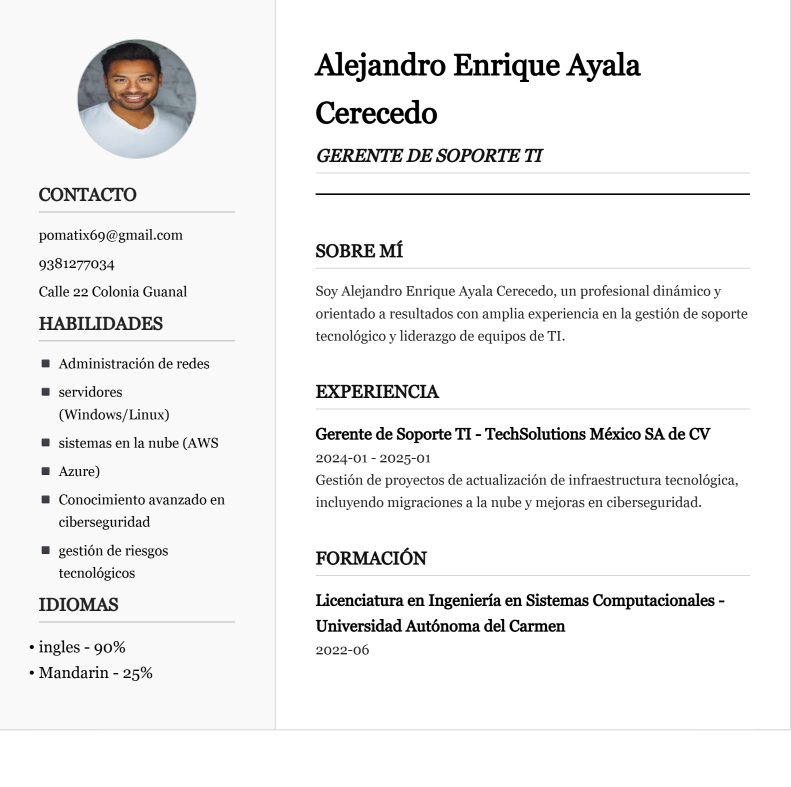 CONTACTO
pomatix69@gmail.com
9381277034
Calle 22 Colonia Guanal
HABILIDADES
Administración de redes
servidores
(Windows/Linux)
sistemas en la nube (AWS
Azure)
Conocimiento avanzado en
ciberseguridad
gestión de riesgos
tecnológicos
IDIOMAS
• ingles - 90%
• Mandarin - 25%
Alejandro Enrique Ayala
Cerecedo
GERENTE DE SOPORTE TI
SOBRE MÍ
Soy Alejandro Enrique Ayala Cerecedo, un profesional dinámico y
orientado a resultados con amplia experiencia en la gestión de soporte
tecnológico y liderazgo de equipos de TI.
EXPERIENCIA
Gerente de Soporte TI - TechSolutions México SA de CV
2024-01 - 2025-01
Gestión de proyectos de actualización de infraestructura tecnológica,
incluyendo migraciones a la nube y mejoras en ciberseguridad.
FORMACIÓN
Licenciatura en Ingeniería en Sistemas Computacionales -
Universidad Autónoma del Carmen
2022-06